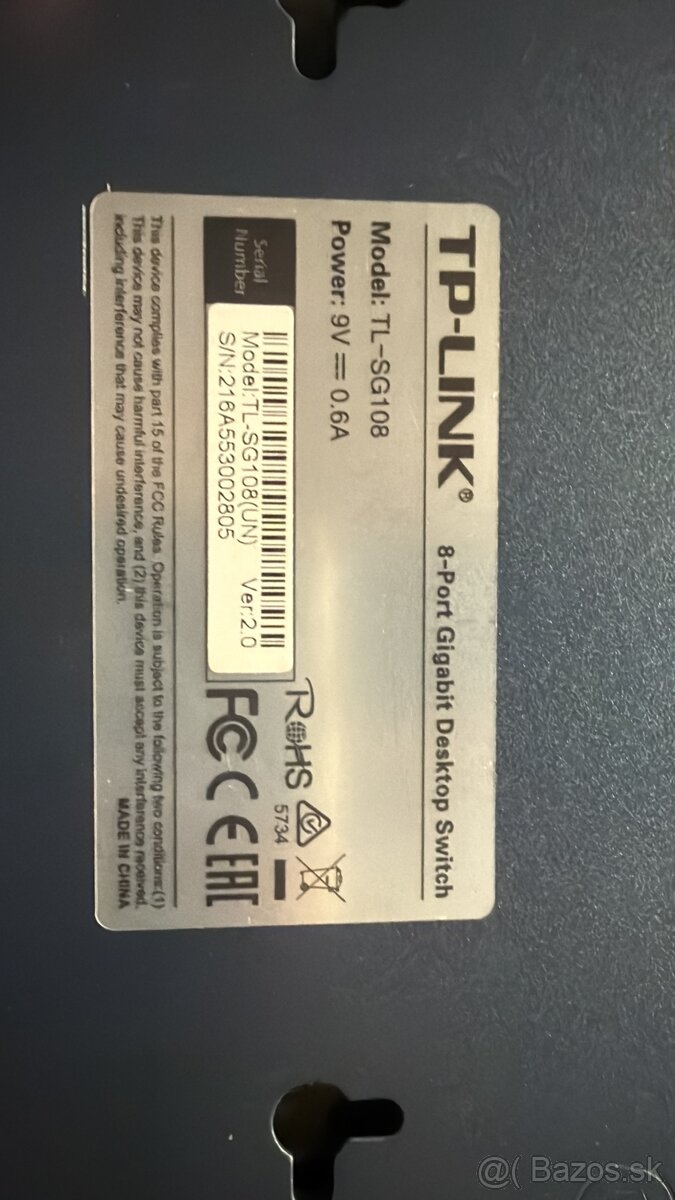 TP-LINK® 8-Port Gigabit Desktop Switch
Model: TL-SG108
Power: 9V ⎓ 0.6A
Serial
Number
Model:TL-SG108(UN) Ver:2.0
S/N:216A553002805
RoHS
5734
FC CE EAC
This device complies with part 15 of the FCC Rules. Operation is subject to the following two conditions:(1)
This device may not cause harmful interference, and (2) this device must accept any interference received,
including interference that may cause undesired operation.
MADE IN CHINA
@( Bazos.sk